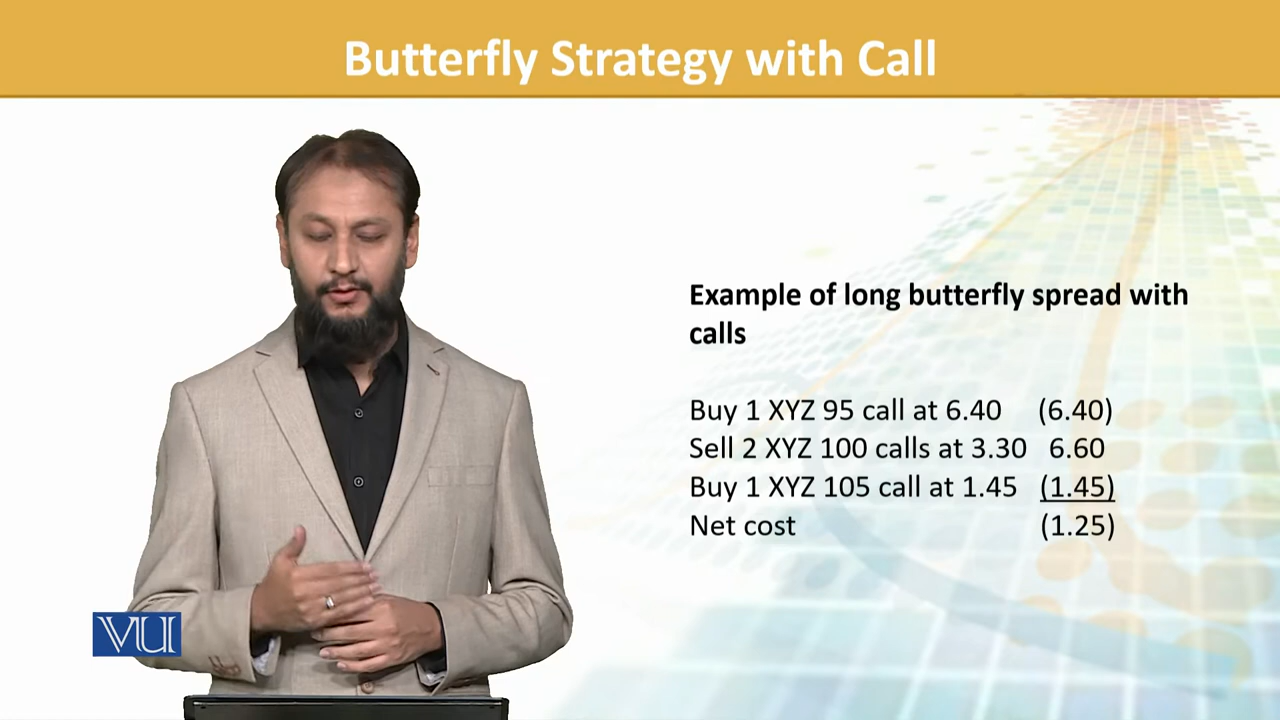 Butterfly Strategy with Call
Example of long butterfly spread with
calls
Buy 1 XYZ 95 call at 6.40 (6.40)
Sell 2 XYZ 100 calls at 3.30 6.60
Buy 1 XYZ 105 call at 1.45 (1.45)
Net cost (1.25)
VU